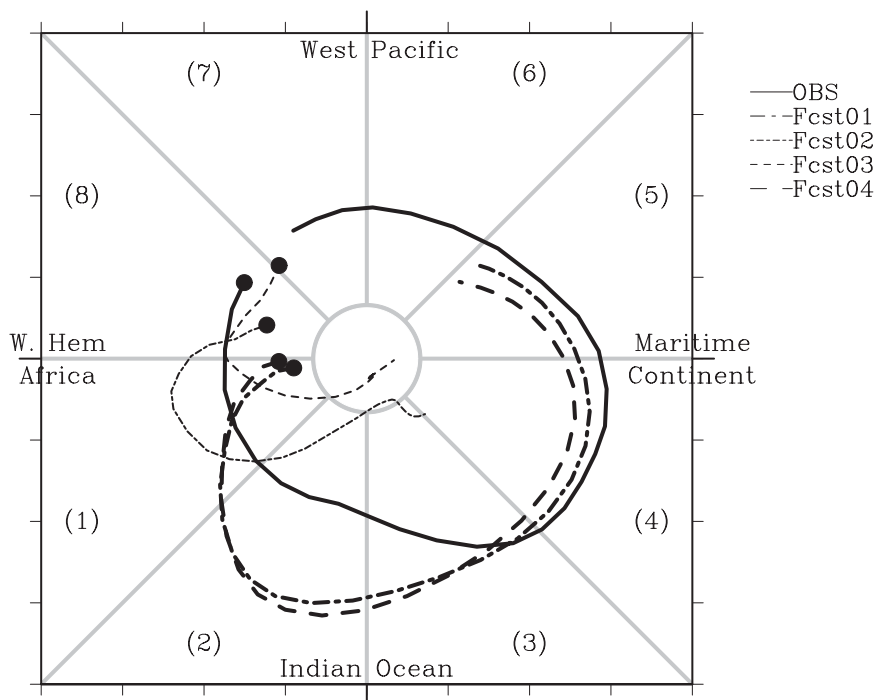 West Pacific
(7)
(6)
OBS
Fcst01
Fcst02
Fcst03
Fcst04
(8)
(5)
W. Hem
Africa
Maritime
Continent
(1)
(4)
(2)
(3)
Indian Ocean